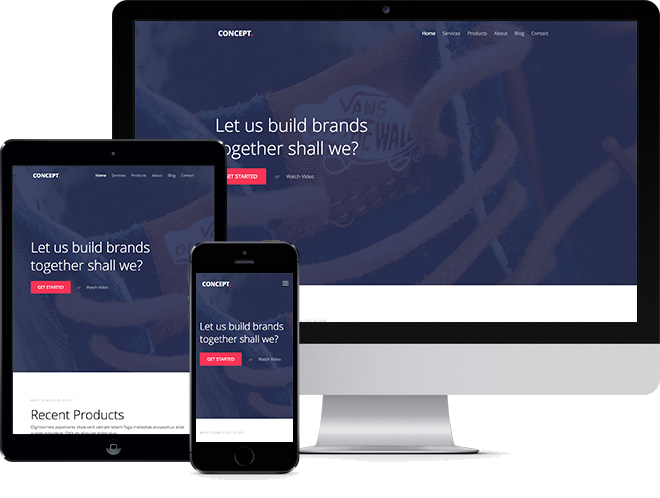 CONCEPT.
Home Services Products About Blog Contact
VANS
Let us build brands
together shall we?
GET STARTED or Watch Video
CONCEPT.
Home Services Products About Blog Contact
Let us build brands
together shall we?
GET STARTED or Watch Video
Recent Products
CONCEPT.
Let us build brands
together shall we?
GET STARTED or Watch Video